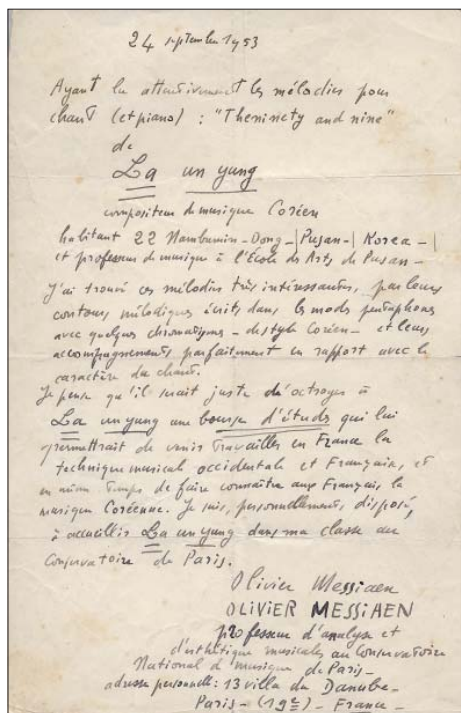 24 septembre 1953
Ayant lu attentivement les mélodies pour
chant (et piano) : "The ninety and nine"
de
La un yung
compositeur de musique Coréen
habitant 22 Nambumin-Dong-|Pusan-|Korea-|
et professeur de musique à l'École des Arts de Pusan-
J'ai trouvé ces mélodies très intéressantes, par leurs
contours mélodiques écrits dans les modes pentaphones
avec quelques chromatismes - de style Coréen - et leurs
accompagnements parfaitement en rapport avec le
caractère du chant.
Je pense qu'il serait juste d'octroyer à
La un yung une bourse d'études qui lui
permettrait de venir travailler en France la
technique musicale occidentale et Française, et
en même temps de faire connaître aux Français la
musique Coréenne. Je suis, personnellement, disposé,
à accueillir La un yung dans ma classe au
Conservatoire de Paris.
Olivier Messiaen
OLIVIER MESSIAEN
professeur d'analyse et
d'esthétique musicales au Conservatoire
National de musique de Paris-
adresse personnelle: 13 villa du Danube-
Paris-(19e)-France-